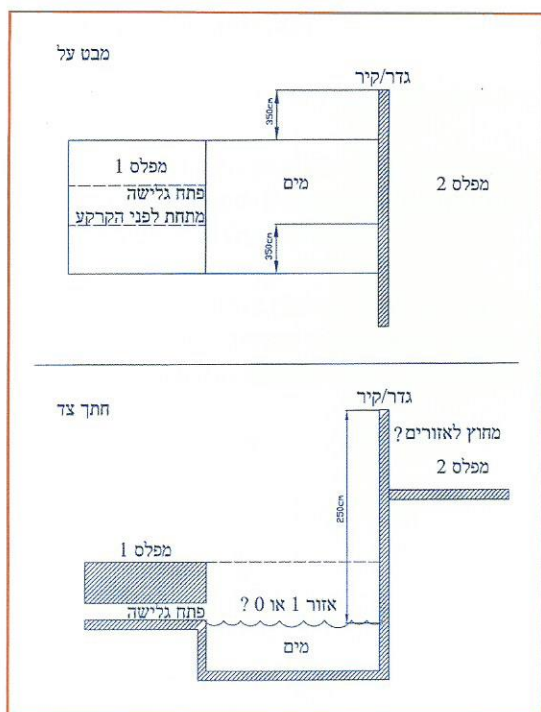 מבט על
גדר/קיר
350cm
מפלס 1
מים
מפלס 2
פתח גלישה
מתחת לפני הקרקע
350cm
חתך צד
גדר/קיר
מחוץ לאזורים?
מפלס 2
250cm
מפלס 1
אזור 1 או 0 ?
פתח גלישה
מים